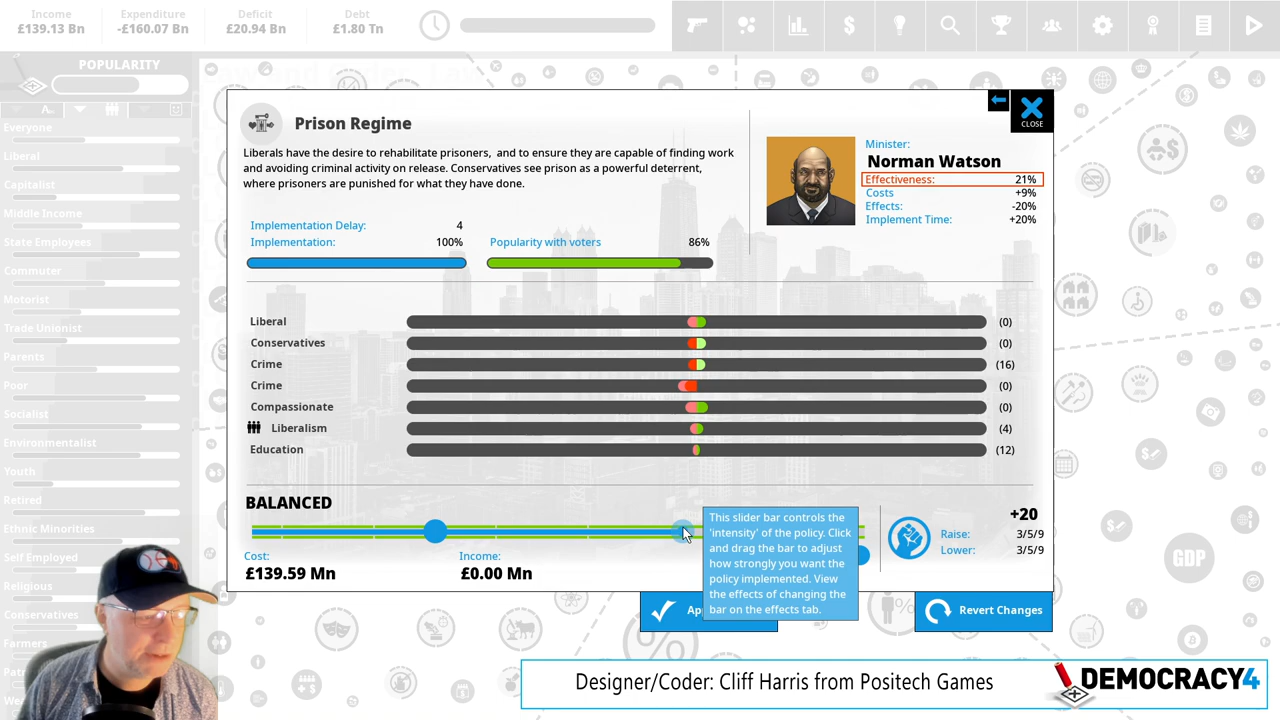 Income
£139.13 Bn
Expenditure
-£160.07 Bn
Deficit
£20.94 Bn
Debt
£1.80 Tn
POPULARITY
Everyone
Liberal
Capitalist
Middle Income
State Employees
Commuter
Motorist
Trade Unionist
Parents
Poor
Socialist
Environmentalist
Youth
Retired
Ethnic Minorities
Self Employed
Religious
Conservatives
Farmers
Prison Regime
Liberals have the desire to rehabilitate prisoners, and to ensure they are capable of finding work
and avoiding criminal activity on release. Conservatives see prison as a powerful deterrent,
where prisoners are punished for what they have done.
Implementation Delay: 4
Implementation: 100%
Popularity with voters 86%
CLOSE
Minister:
Norman Watson
Effectiveness: 21%
Costs +9%
Effects: -20%
Implement Time: +20%
Liberal (0)
Conservatives (0)
Crime (16)
Crime (0)
Compassionate (0)
Liberalism (4)
Education (12)
BALANCED
Cost:
£139.59 Mn
Income:
£0.00 Mn
This slider bar controls the
'intensity' of the policy. Click
and drag the bar to adjust
how strongly you want the
policy implemented. View
the effects of changing the
bar on the effects tab.
+20
Raise: 3/5/9
Lower: 3/5/9
Revert Changes
GDP
Designer/Coder: Cliff Harris from Positech Games
DEMOCRACY4